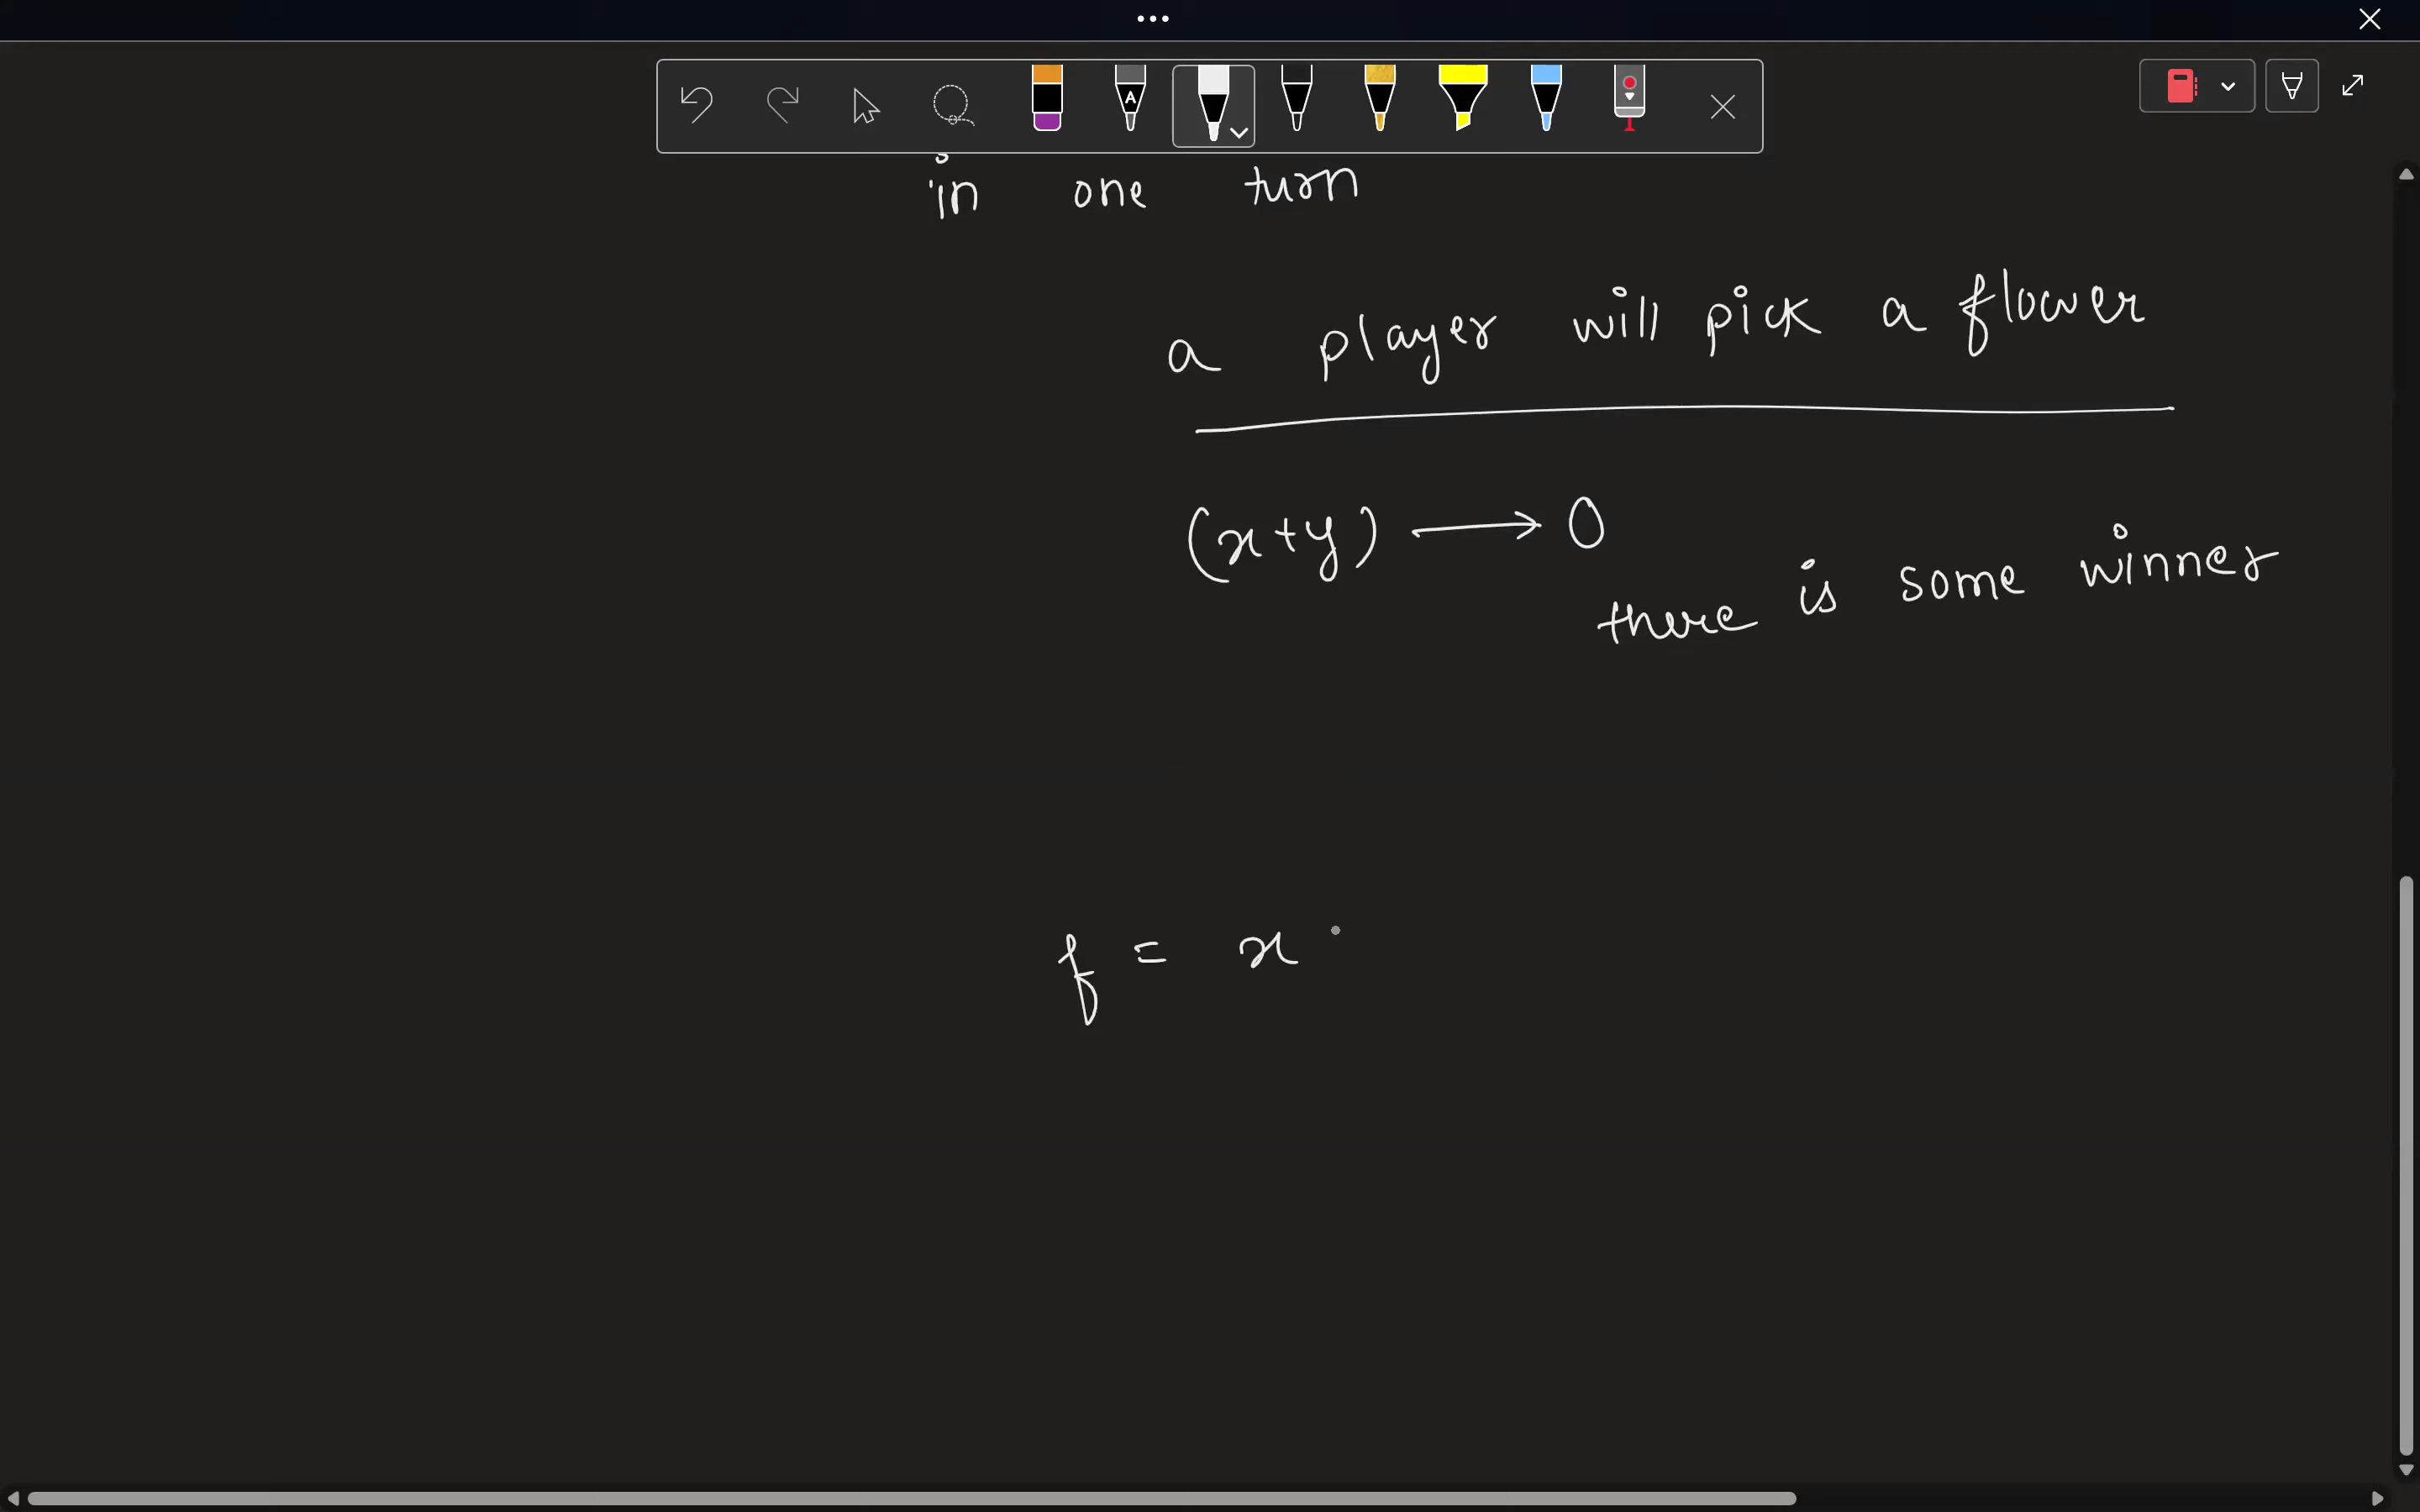 in one turn
a player will pick a flower
(x+y) → 0
there is some winner
f = x